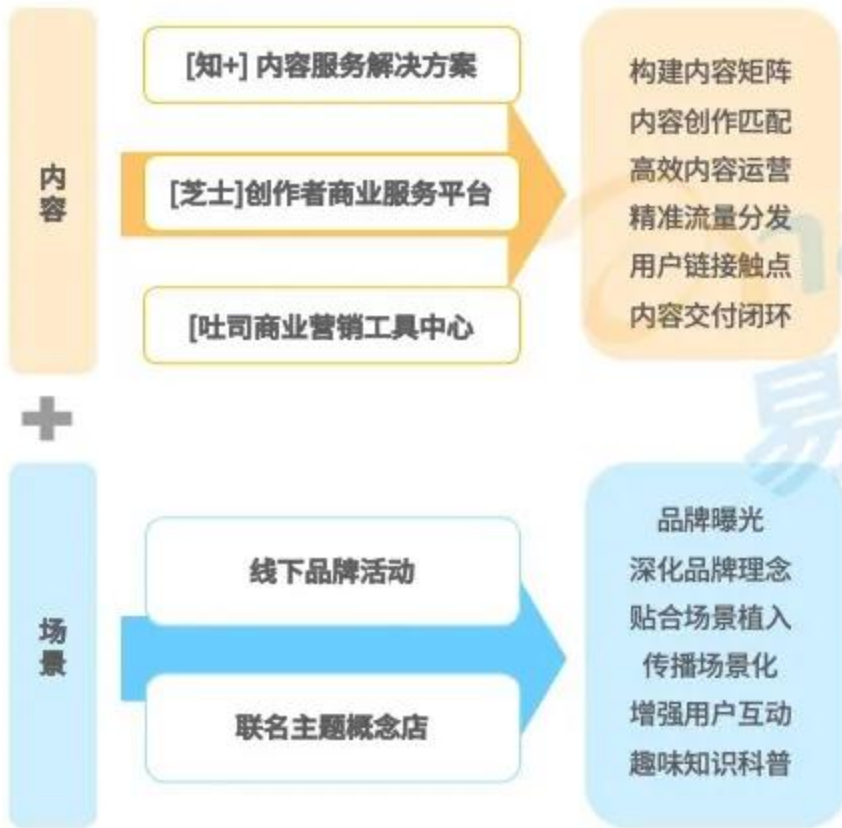 内容
[知+] 内容服务解决方案
[芝士]创作者商业服务平台
[吐司商业营销工具中心
构建内容矩阵
内容创作匹配
高效内容运营
精准流量分发
用户链接触点
内容交付闭环
+
场景
线下品牌活动
联名主题概念店
品牌曝光
深化品牌理念
贴合场景植入
传播场景化
增强用户互动
趣味知识科普
易